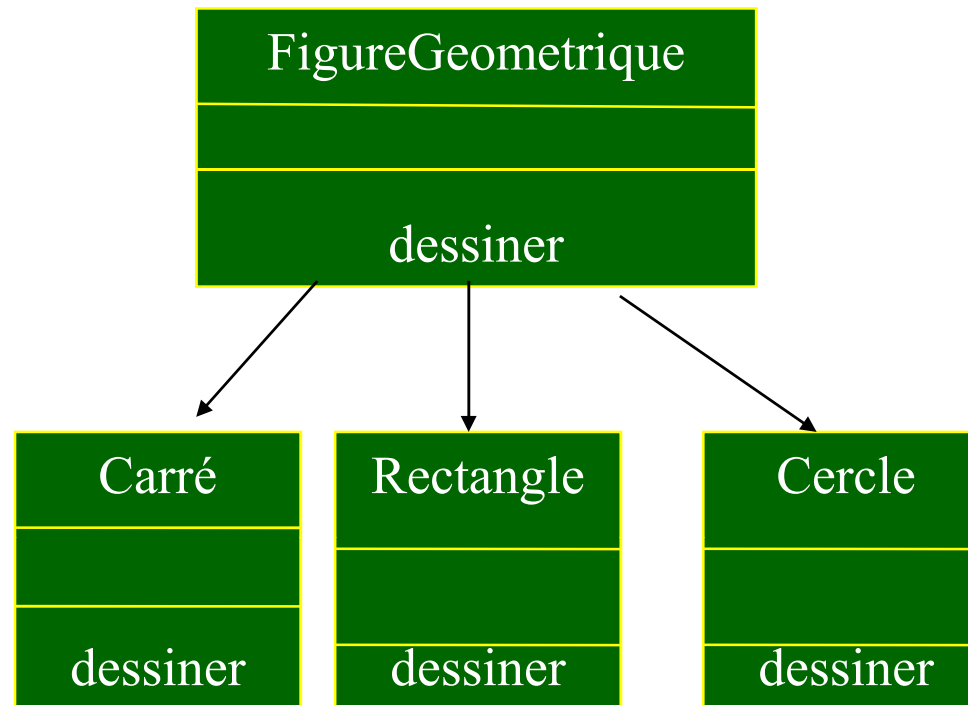 FigureGeometrique
dessiner
Carré
dessiner
Rectangle
dessiner
Cercle
dessiner